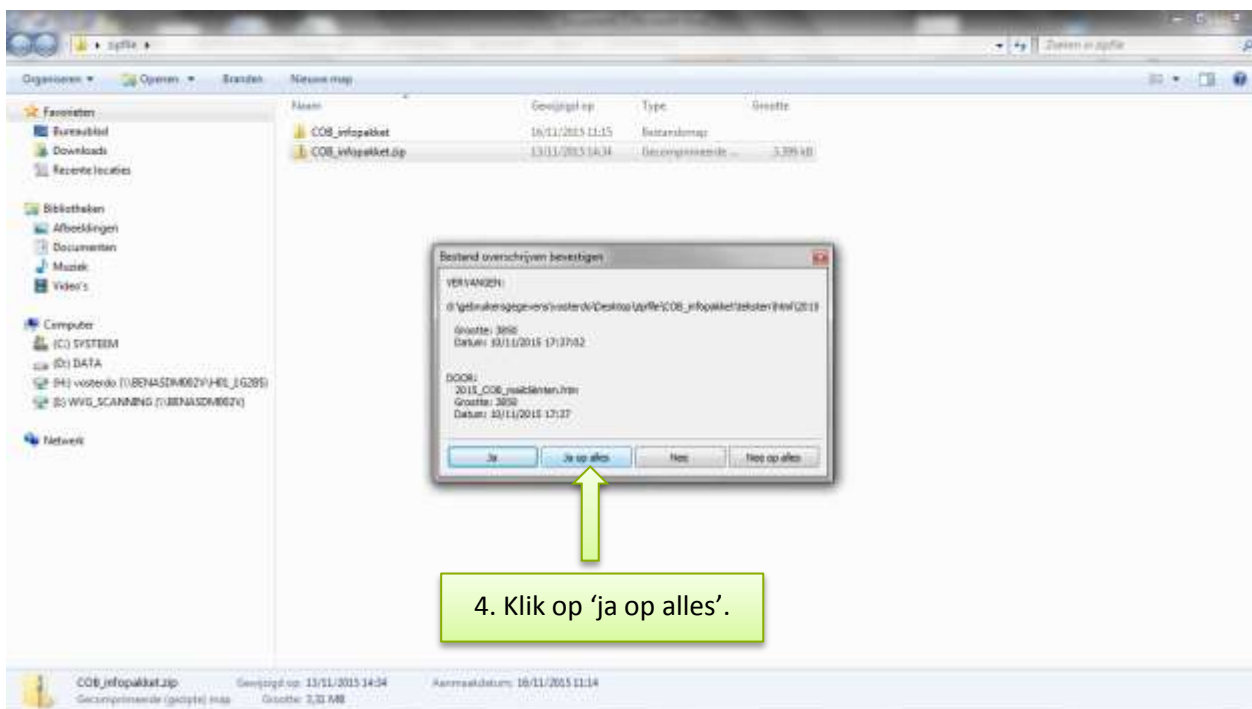 zipfile
Zoeken in zipfile
Organiseren Openen Branden Nieuwe map
Favorieten
Bureaublad
Downloads
Recente locaties
Bibliotheken
Afbeeldingen
Documenten
Muziek
Video's
Computer
(C:) SYSTEEM
(D:) DATA
(H:) vosterdo
(I:) WVG_SCANNING
Netwerk
Naam Gewijzigd op Type Grootte
COB_infopakket 16/11/2015 11:15 Bestandsmap
COB_infopakket.zip 13/11/2015 14:34 Gecomprimeerde ... 3.399 kB
Bestand overschrijven bevestigen
VERVANGEN:
Grootte: 3850
Datum: 10/11/2015 17:37:02
DOOR:
2015_COB_mailcliënten.htm
Grootte: 3850
Datum: 10/11/2015 17:37
Ja Ja op alles Nee Nee op alles
4. Klik op ‘ja op alles’.
COB_infopakket.zip Gewijzigd op: 13/11/2015 14:34 Aanmaakdatum: 16/11/2015 11:14
Gecomprimeerde (gezipte) map Grootte: 3,31 MB